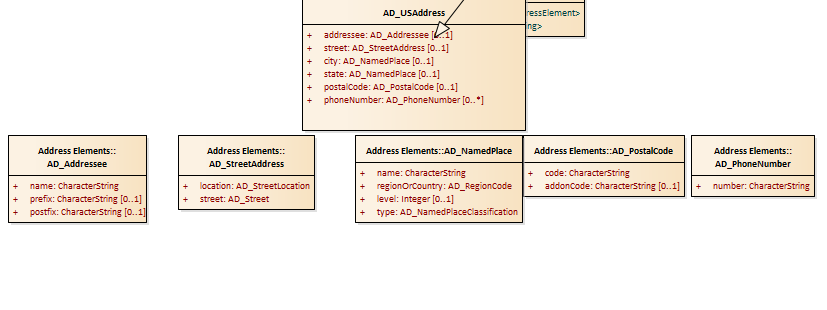 AD_USAddress
+ addressee: AD_Addressee [0..1]
+ street: AD_StreetAddress [0..1]
+ city: AD_NamedPlace [0..1]
+ state: AD_NamedPlace [0..1]
+ postalCode: AD_PostalCode [0..1]
+ phoneNumber: AD_PhoneNumber [0..*]
ressElement>
ng>
Address Elements::
AD_Addressee
+ name: CharacterString
+ prefix: CharacterString [0..1]
+ postfix: CharacterString [0..1]
Address Elements::
AD_StreetAddress
+ location: AD_StreetLocation
+ street: AD_Street
Address Elements::AD_NamedPlace
+ name: CharacterString
+ regionOrCountry: AD_RegionCode
+ level: Integer [0..1]
+ type: AD_NamedPlaceClassification
Address Elements::AD_PostalCode
+ code: CharacterString
+ addonCode: CharacterString [0..1]
Address Elements::
AD_PhoneNumber
+ number: CharacterString